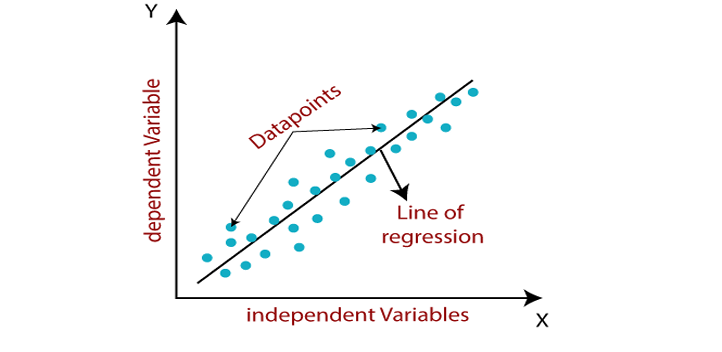 Y
dependent Variable
Datapoints
Line of
regression
independent Variables
X